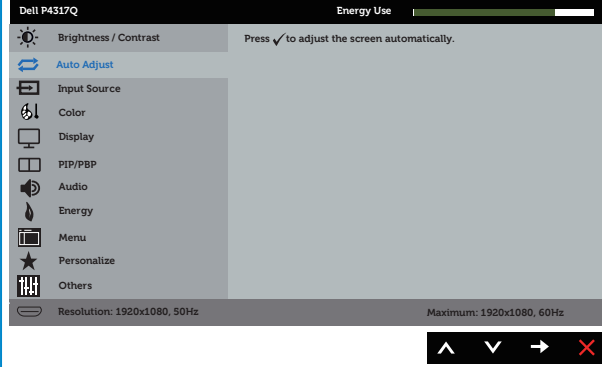 Dell P4317Q Energy Use
Brightness / Contrast
Press ✓ to adjust the screen automatically.
Auto Adjust
Input Source
Color
Display
PIP/PBP
Audio
Energy
Menu
Personalize
Others
Resolution: 1920x1080, 50Hz Maximum: 1920x1080, 60Hz